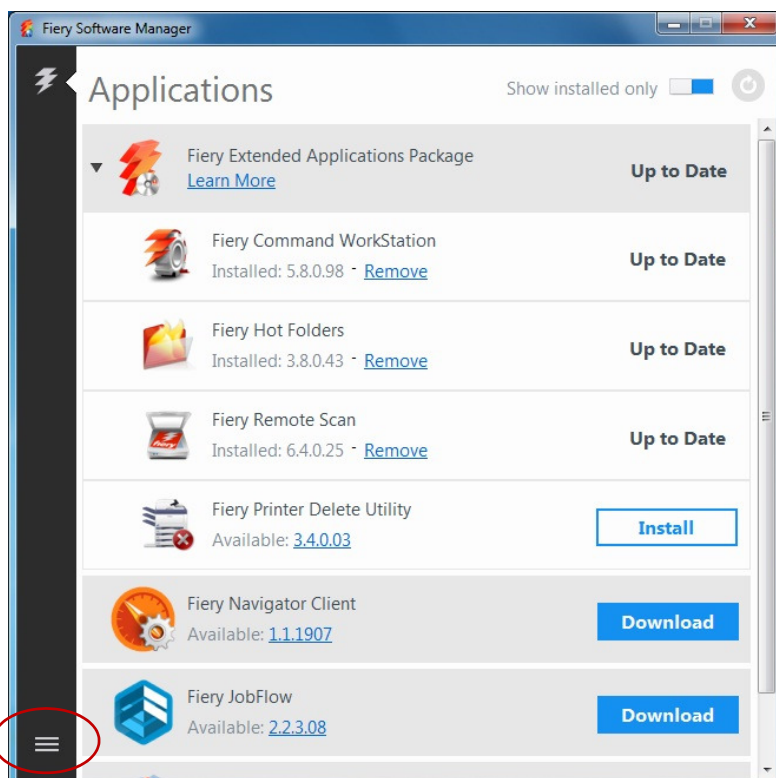 Fiery Software Manager
Applications
Show installed only
Fiery Extended Applications Package
Learn More
Up to Date
Fiery Command WorkStation
Installed: 5.8.0.98 - Remove
Up to Date
Fiery Hot Folders
Installed: 3.8.0.43 - Remove
Up to Date
Fiery Remote Scan
Installed: 6.4.0.25 - Remove
Up to Date
Fiery Printer Delete Utility
Available: 3.4.0.03
Install
Fiery Navigator Client
Available: 1.1.1907
Download
Fiery JobFlow
Available: 2.2.3.08
Download